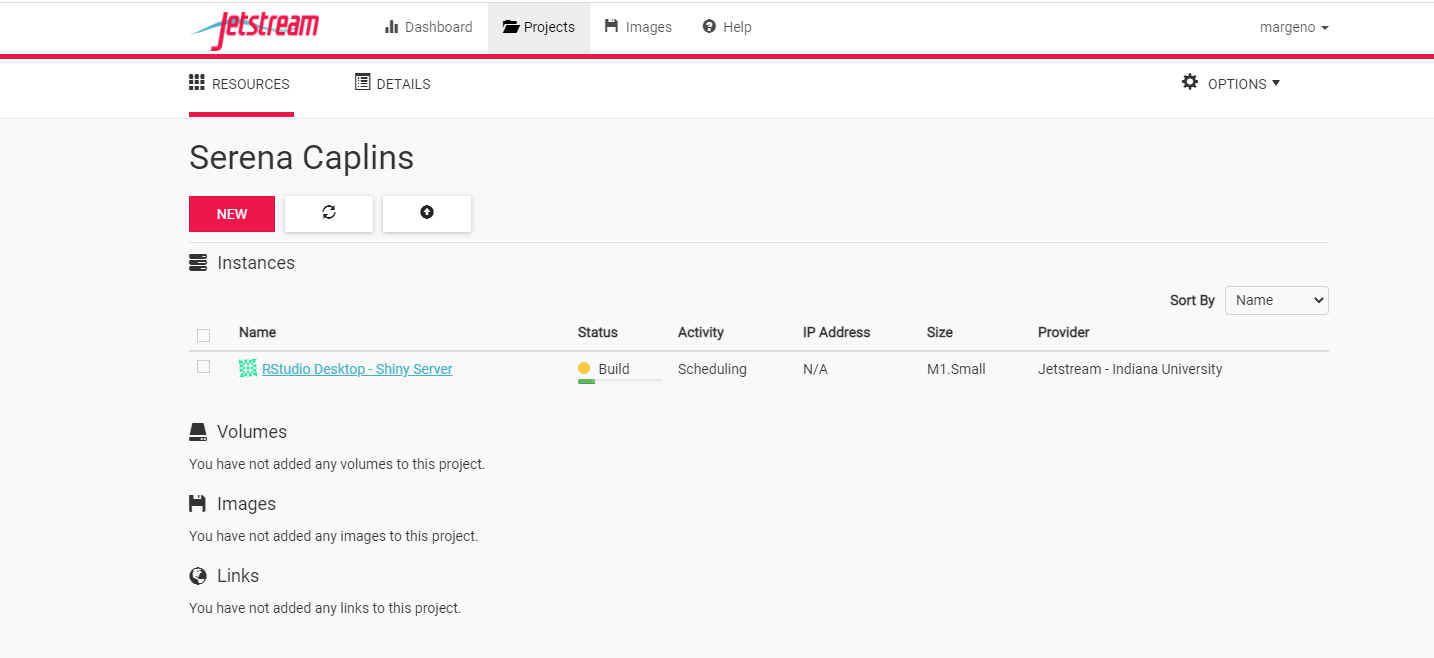 Jetstream Dashboard Projects Images Help margeno
RESOURCES DETAILS OPTIONS
Serena Caplins
NEW
Instances
Sort By Name
Name Status Activity IP Address Size Provider
RStudio Desktop - Shiny Server Build Scheduling N/A M1.Small Jetstream - Indiana University
Volumes
You have not added any volumes to this project.
Images
You have not added any images to this project.
Links
You have not added any links to this project.